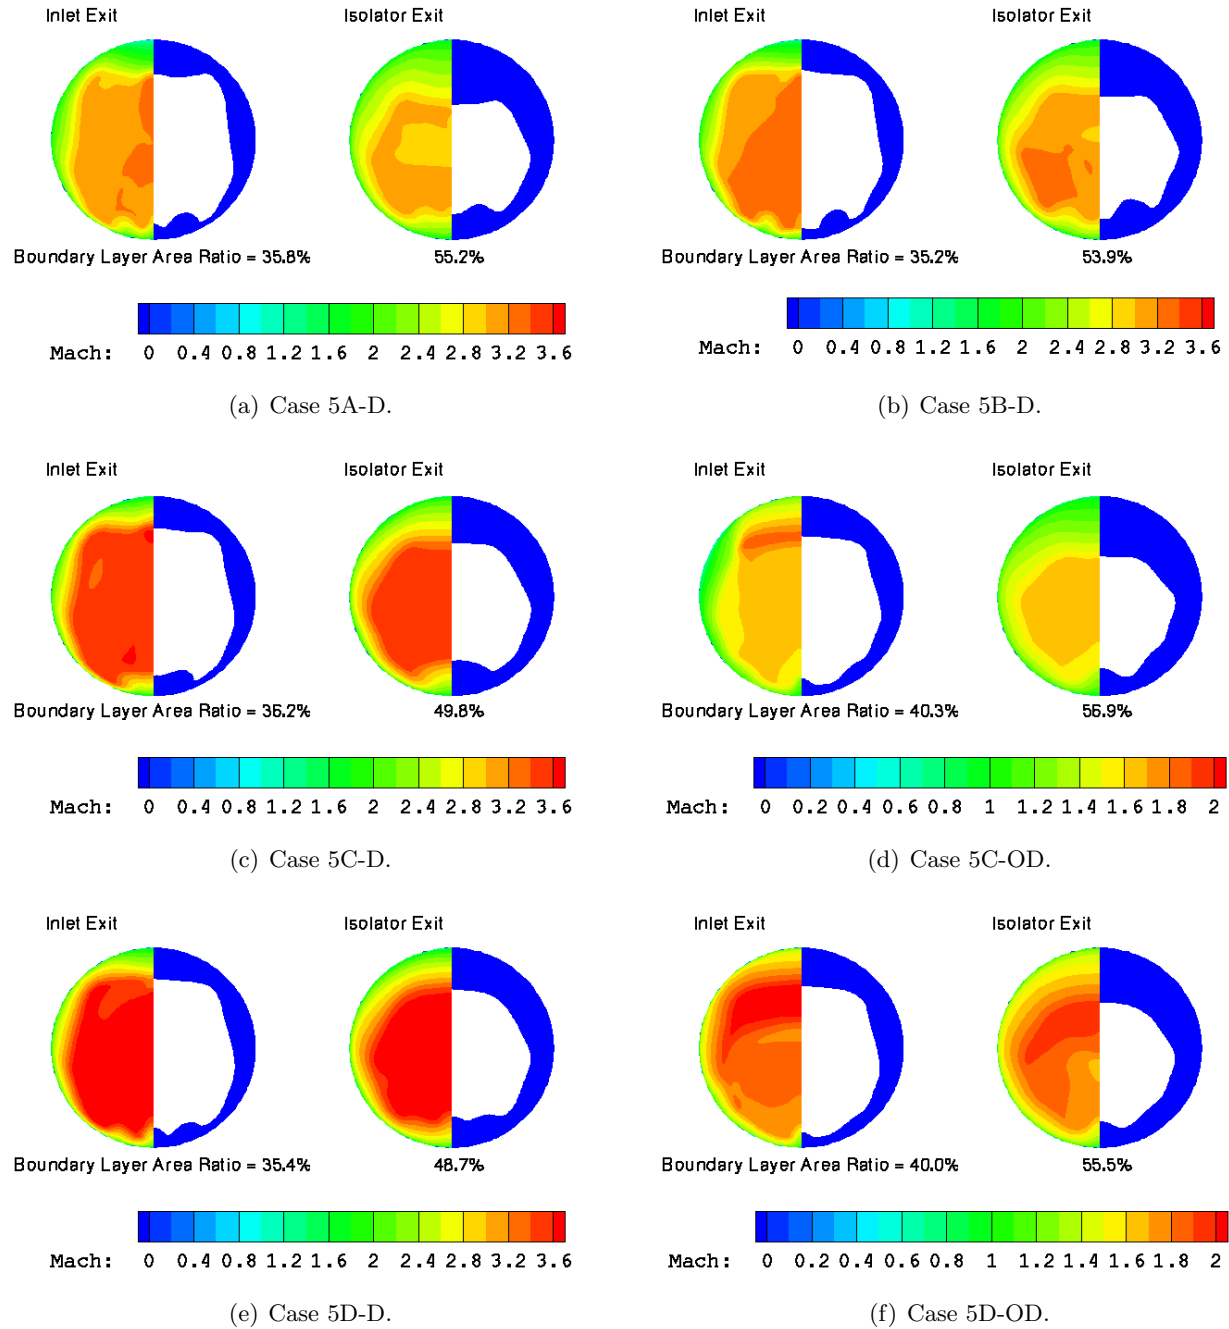 Inlet Exit
Isolator Exit
Boundary Layer Area Ratio = 35.8%
55.2%
Mach: 0 0.4 0.8 1.2 1.6 2 2.4 2.8 3.2 3.6
(a) Case 5A-D.
Inlet Exit
Isolator Exit
Boundary Layer Area Ratio = 35.2%
53.9%
Mach: 0 0.4 0.8 1.2 1.6 2 2.4 2.8 3.2 3.6
(b) Case 5B-D.
Inlet Exit
Isolator Exit
Boundary Layer Area Ratio = 36.2%
49.8%
Mach: 0 0.4 0.8 1.2 1.6 2 2.4 2.8 3.2 3.6
(c) Case 5C-D.
Inlet Exit
Isolator Exit
Boundary Layer Area Ratio = 40.3%
56.9%
Mach: 0 0.2 0.4 0.6 0.8 1 1.2 1.4 1.6 1.8 2
(d) Case 5C-OD.
Inlet Exit
Isolator Exit
Boundary Layer Area Ratio = 35.4%
48.7%
Mach: 0 0.4 0.8 1.2 1.6 2 2.4 2.8 3.2 3.6
(e) Case 5D-D.
Inlet Exit
Isolator Exit
Boundary Layer Area Ratio = 40.0%
55.5%
Mach: 0 0.2 0.4 0.6 0.8 1 1.2 1.4 1.6 1.8 2
(f) Case 5D-OD.